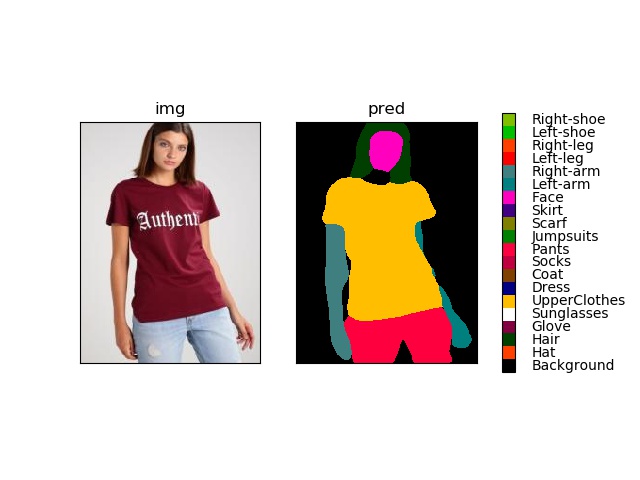 img
pred
Authenti
Right-shoe
Left-shoe
Right-leg
Left-leg
Right-arm
Left-arm
Face
Skirt
Scarf
Jumpsuits
Pants
Socks
Coat
Dress
UpperClothes
Sunglasses
Glove
Hair
Hat
Background